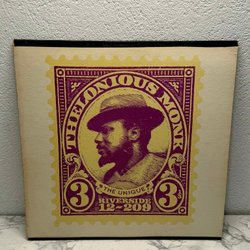 THELONIOUS MONK
THE UNIQUE
3 3
RIVERSIDE
12-209